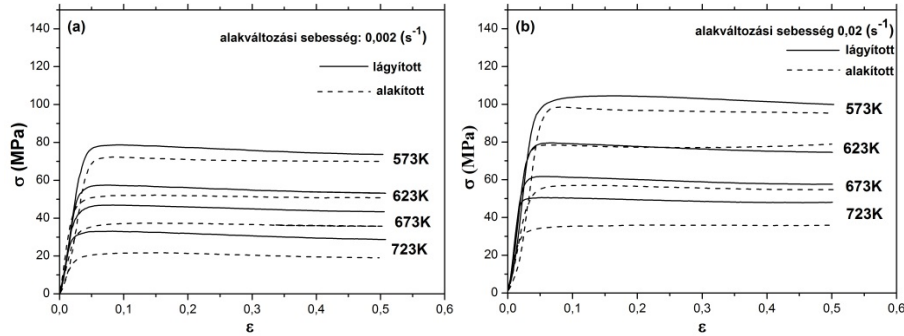 (a)
alakváltozási sebesség: 0,002 (s⁻¹)
lágyított
alakított
573K
623K
673K
723K
σ (MPa)
140
120
100
80
60
40
20
0
0,0 0,1 0,2 0,3 0,4 0,5 0,6
ε
(b)
alakváltozási sebesség 0,02 (s⁻¹)
lágyított
alakított
573K
623K
673K
723K
σ (MPa)
140
120
100
80
60
40
20
0
0,0 0,1 0,2 0,3 0,4 0,5 0,6
ε